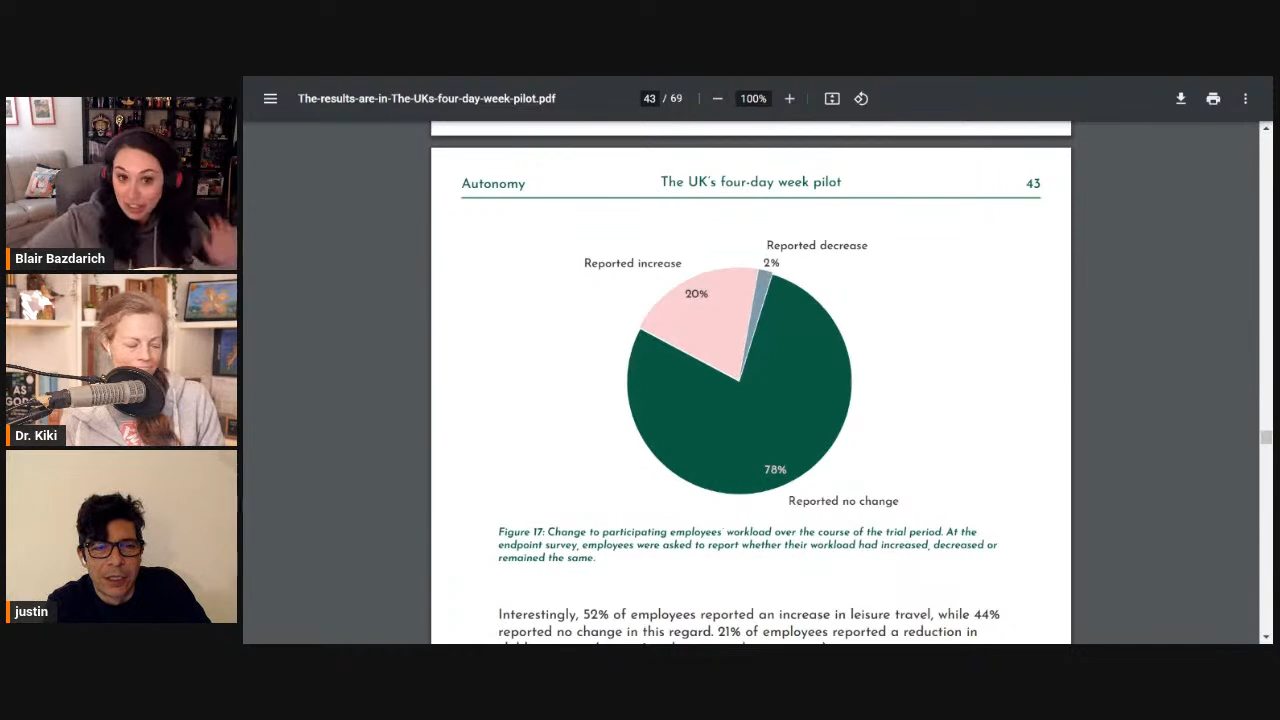 The-results-are-in-The-UKs-four-day-week-pilot.pdf
43 / 69
100%
Autonomy
The UK's four-day week pilot
43
Reported decrease
2%
Reported increase
20%
78%
Reported no change
Figure 17: Change to participating employees' workload over the course of the trial period. At the
endpoint survey, employees were asked to report whether their workload had increased, decreased or
remained the same.
Interestingly, 52% of employees reported an increase in leisure travel, while 44%
reported no change in this regard. 21% of employees reported a reduction in
Blair Bazdarich
AS
Dr. Kiki
justin